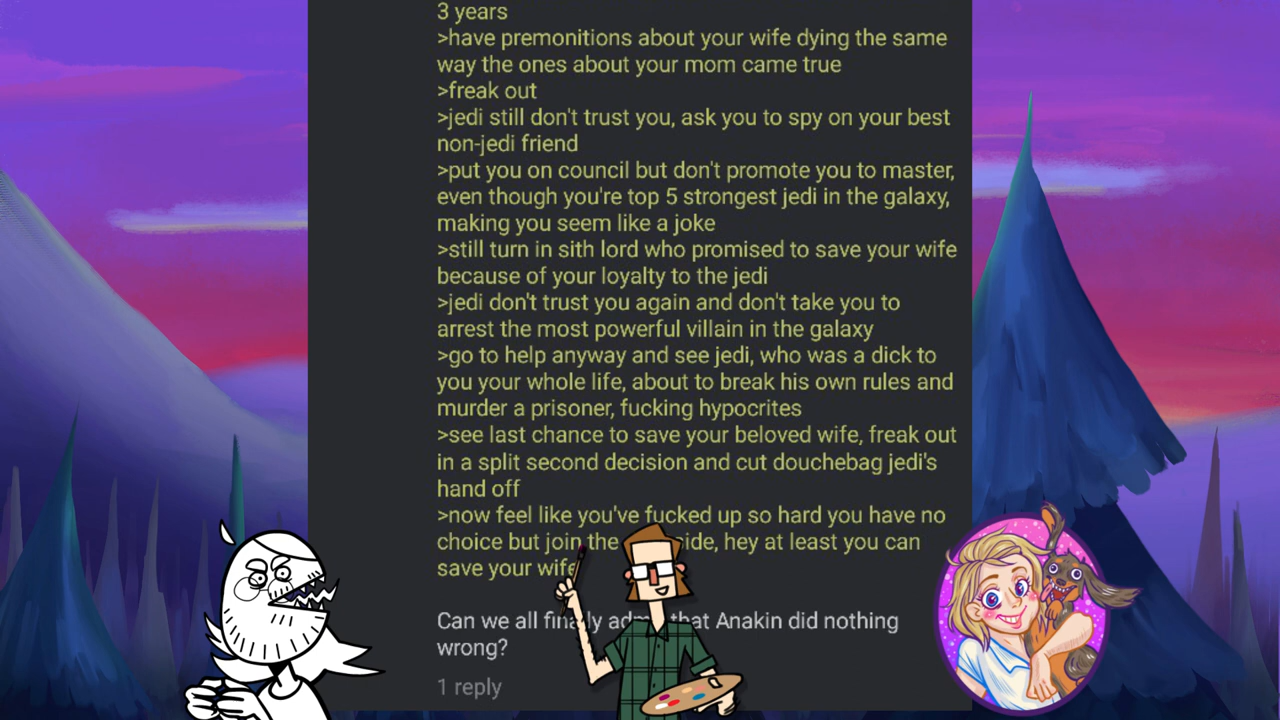 3 years
>have premonitions about your wife dying the same
way the ones about your mom came true
>freak out
>jedi still don't trust you, ask you to spy on your best
non-jedi friend
>put you on council but don't promote you to master,
even though you're top 5 strongest jedi in the galaxy,
making you seem like a joke
>still turn in sith lord who promised to save your wife
because of your loyalty to the jedi
>jedi don't trust you again and don't take you to
arrest the most powerful villain in the galaxy
>go to help anyway and see jedi, who was a dick to
you your whole life, about to break his own rules and
murder a prisoner, fucking hypocrites
>see last chance to save your beloved wife, freak out
in a split second decision and cut douchebag jedi's
hand off
>now feel like you've fucked up so hard you have no
choice but join the side, hey at least you can
save your wife
Can we all finally that Anakin did nothing
wrong?
1 reply